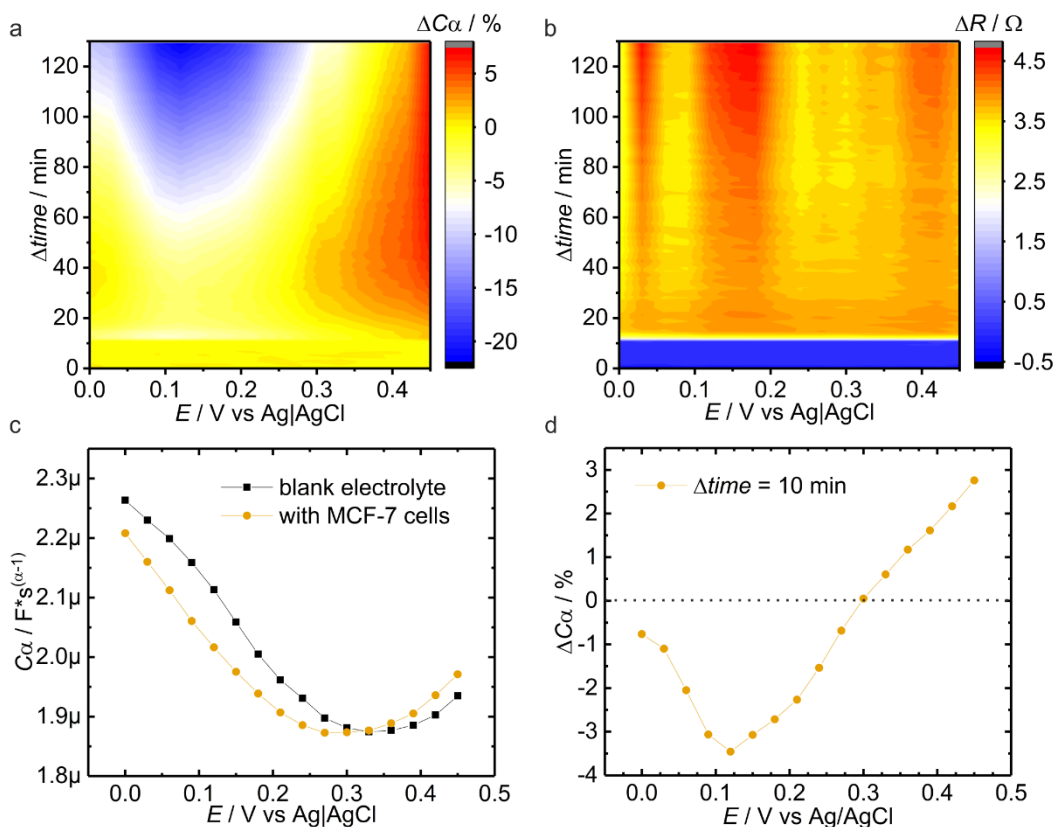 a
ΔCα / %
120
100
80
60
40
20
0
Δtime / min
0.0 0.1 0.2 0.3 0.4
E / V vs Ag|AgCl
5
0
-5
-10
-15
-20
b
ΔR / Ω
120
100
80
60
40
20
0
Δtime / min
0.0 0.1 0.2 0.3 0.4
E / V vs Ag|AgCl
4.5
3.5
2.5
1.5
0.5
-0.5
c
2.3µ
2.2µ
2.1µ
2.0µ
1.9µ
1.8µ
Cα / F*s(α-1)
blank electrolyte
with MCF-7 cells
0.0 0.1 0.2 0.3 0.4 0.5
E / V vs Ag|AgCl
d
3
2
1
0
-1
-2
-3
-4
ΔCα / %
Δtime = 10 min
0.0 0.1 0.2 0.3 0.4 0.5
E / V vs Ag/AgCl